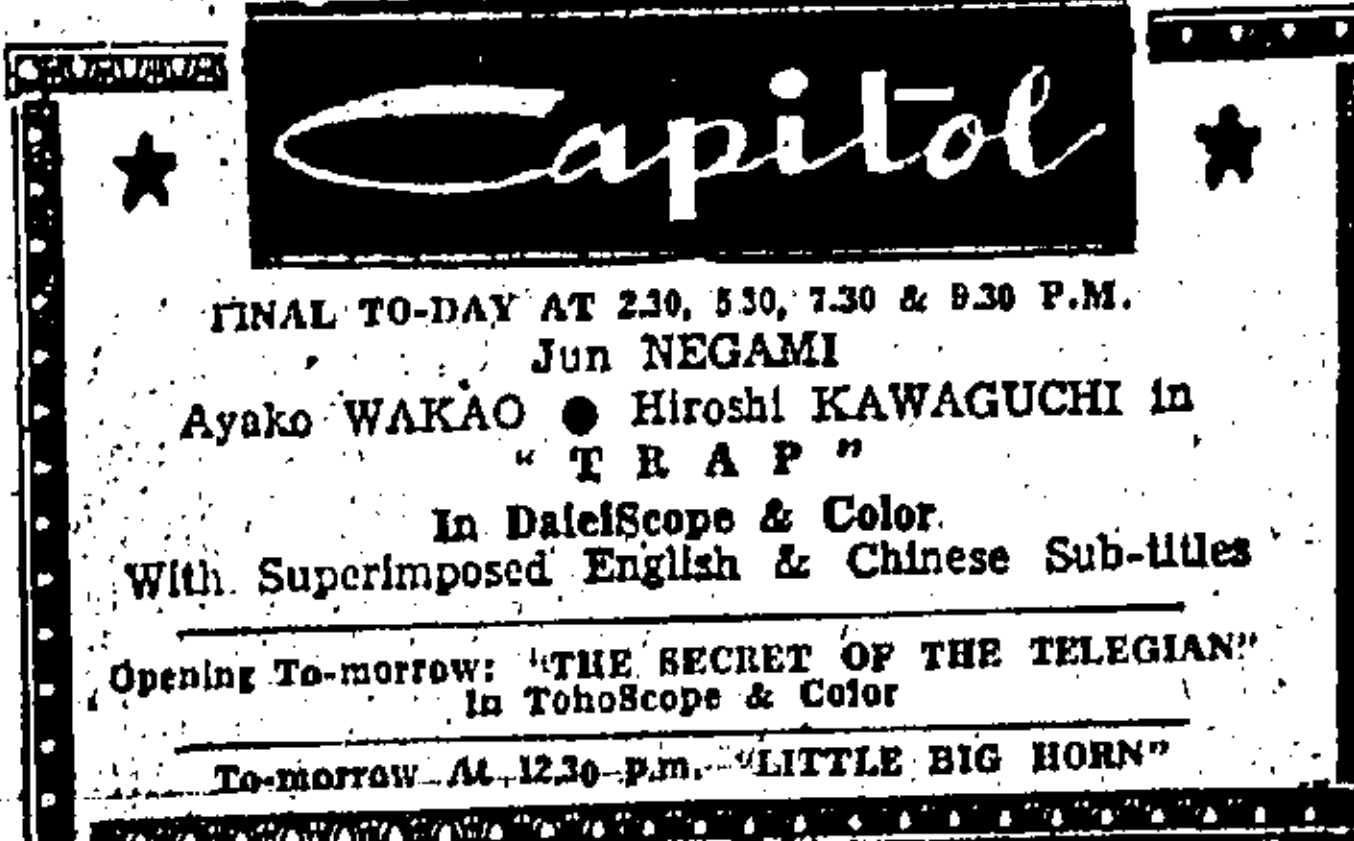 Capitol
FINAL TO-DAY AT 2.30, 5.30, 7.30 & 9.30 P.M.
Jun NEGAMI
Ayako WAKAO ● Hiroshi KAWAGUCHI in
“ T R A P ”
In DaieiScope & Color.
With Superimposed English & Chinese Sub-titles
Opening To-morrow: “THE SECRET OF THE TELEGIAN”
In TohoScope & Color
To-morrow At 12.30 p.m. “LITTLE BIG HORN”